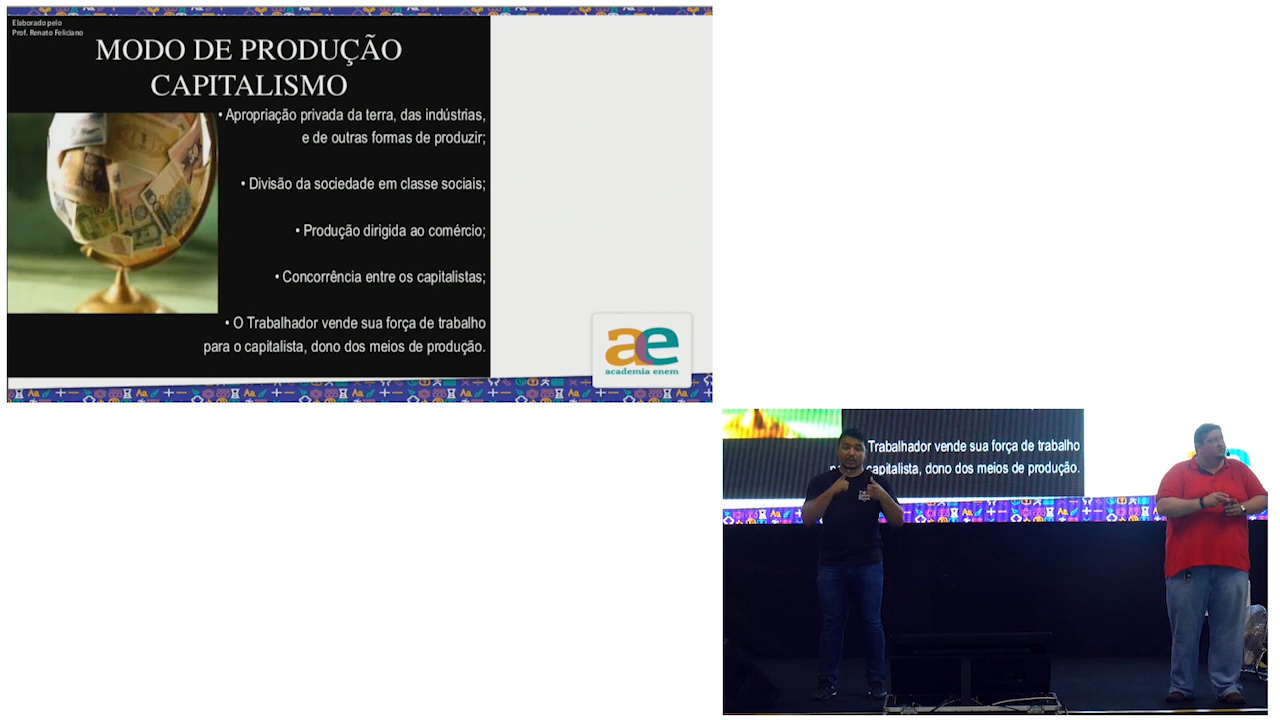 Elaborado pelo
Prof. Renato Feliciano
MODO DE PRODUÇÃO
CAPITALISMO
• Apropriação privada da terra, das indústrias,
e de outras formas de produzir;
• Divisão da sociedade em classe sociais;
• Produção dirigida ao comércio;
• Concorrência entre os capitalistas;
• O Trabalhador vende sua força de trabalho
para o capitalista, dono dos meios de produção.
ae
academia enem
Trabalhador vende sua força de trabalho
capitalista, dono dos meios de produção.